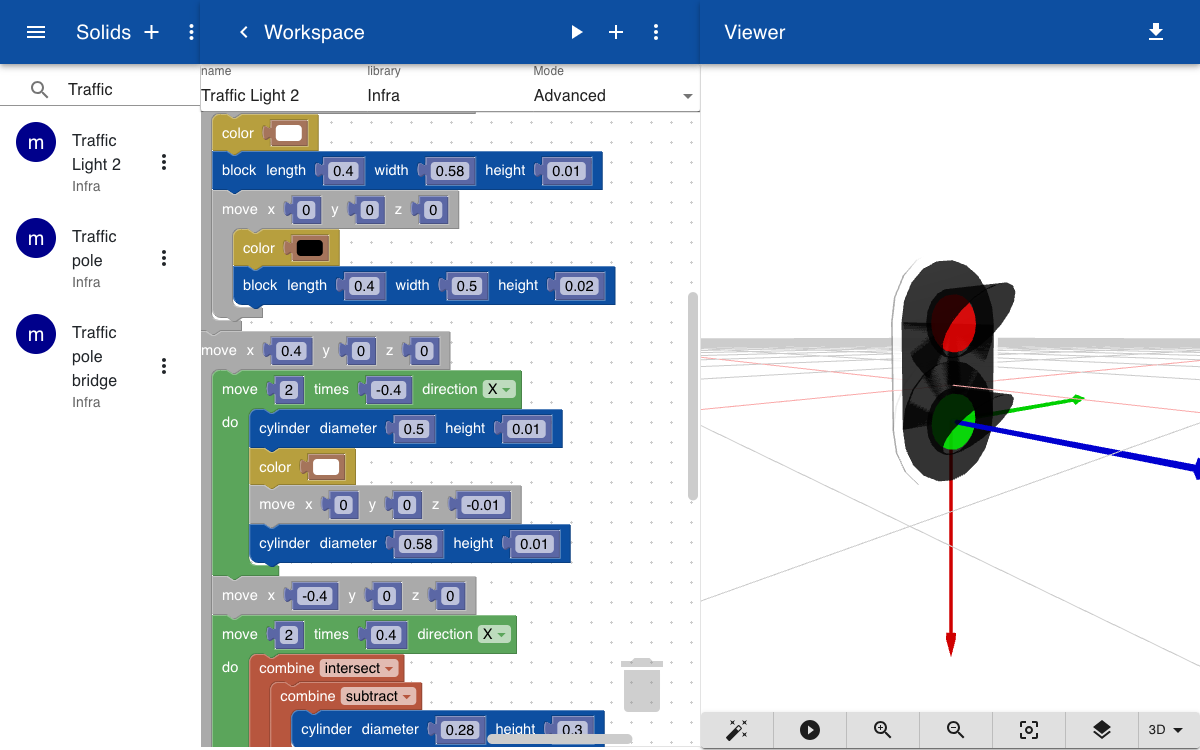 Solids
Workspace
Viewer
Traffic
m
Traffic
Light 2
Infra
m
Traffic
pole
Infra
m
Traffic
pole
bridge
Infra
name library Mode
Traffic Light 2 Infra Advanced
color
block length 0.4 width 0.58 height 0.01
move x 0 y 0 z 0
color
block length 0.4 width 0.5 height 0.02
move x 0.4 y 0 z 0
move 2 times -0.4 direction X
do cylinder diameter 0.5 height 0.01
color
move x 0 y 0 z -0.01
cylinder diameter 0.58 height 0.01
move x -0.4 y 0 z 0
move 2 times 0.4 direction X
do combine intersect
combine subtract
cylinder diameter 0.28 height 0.3
3D